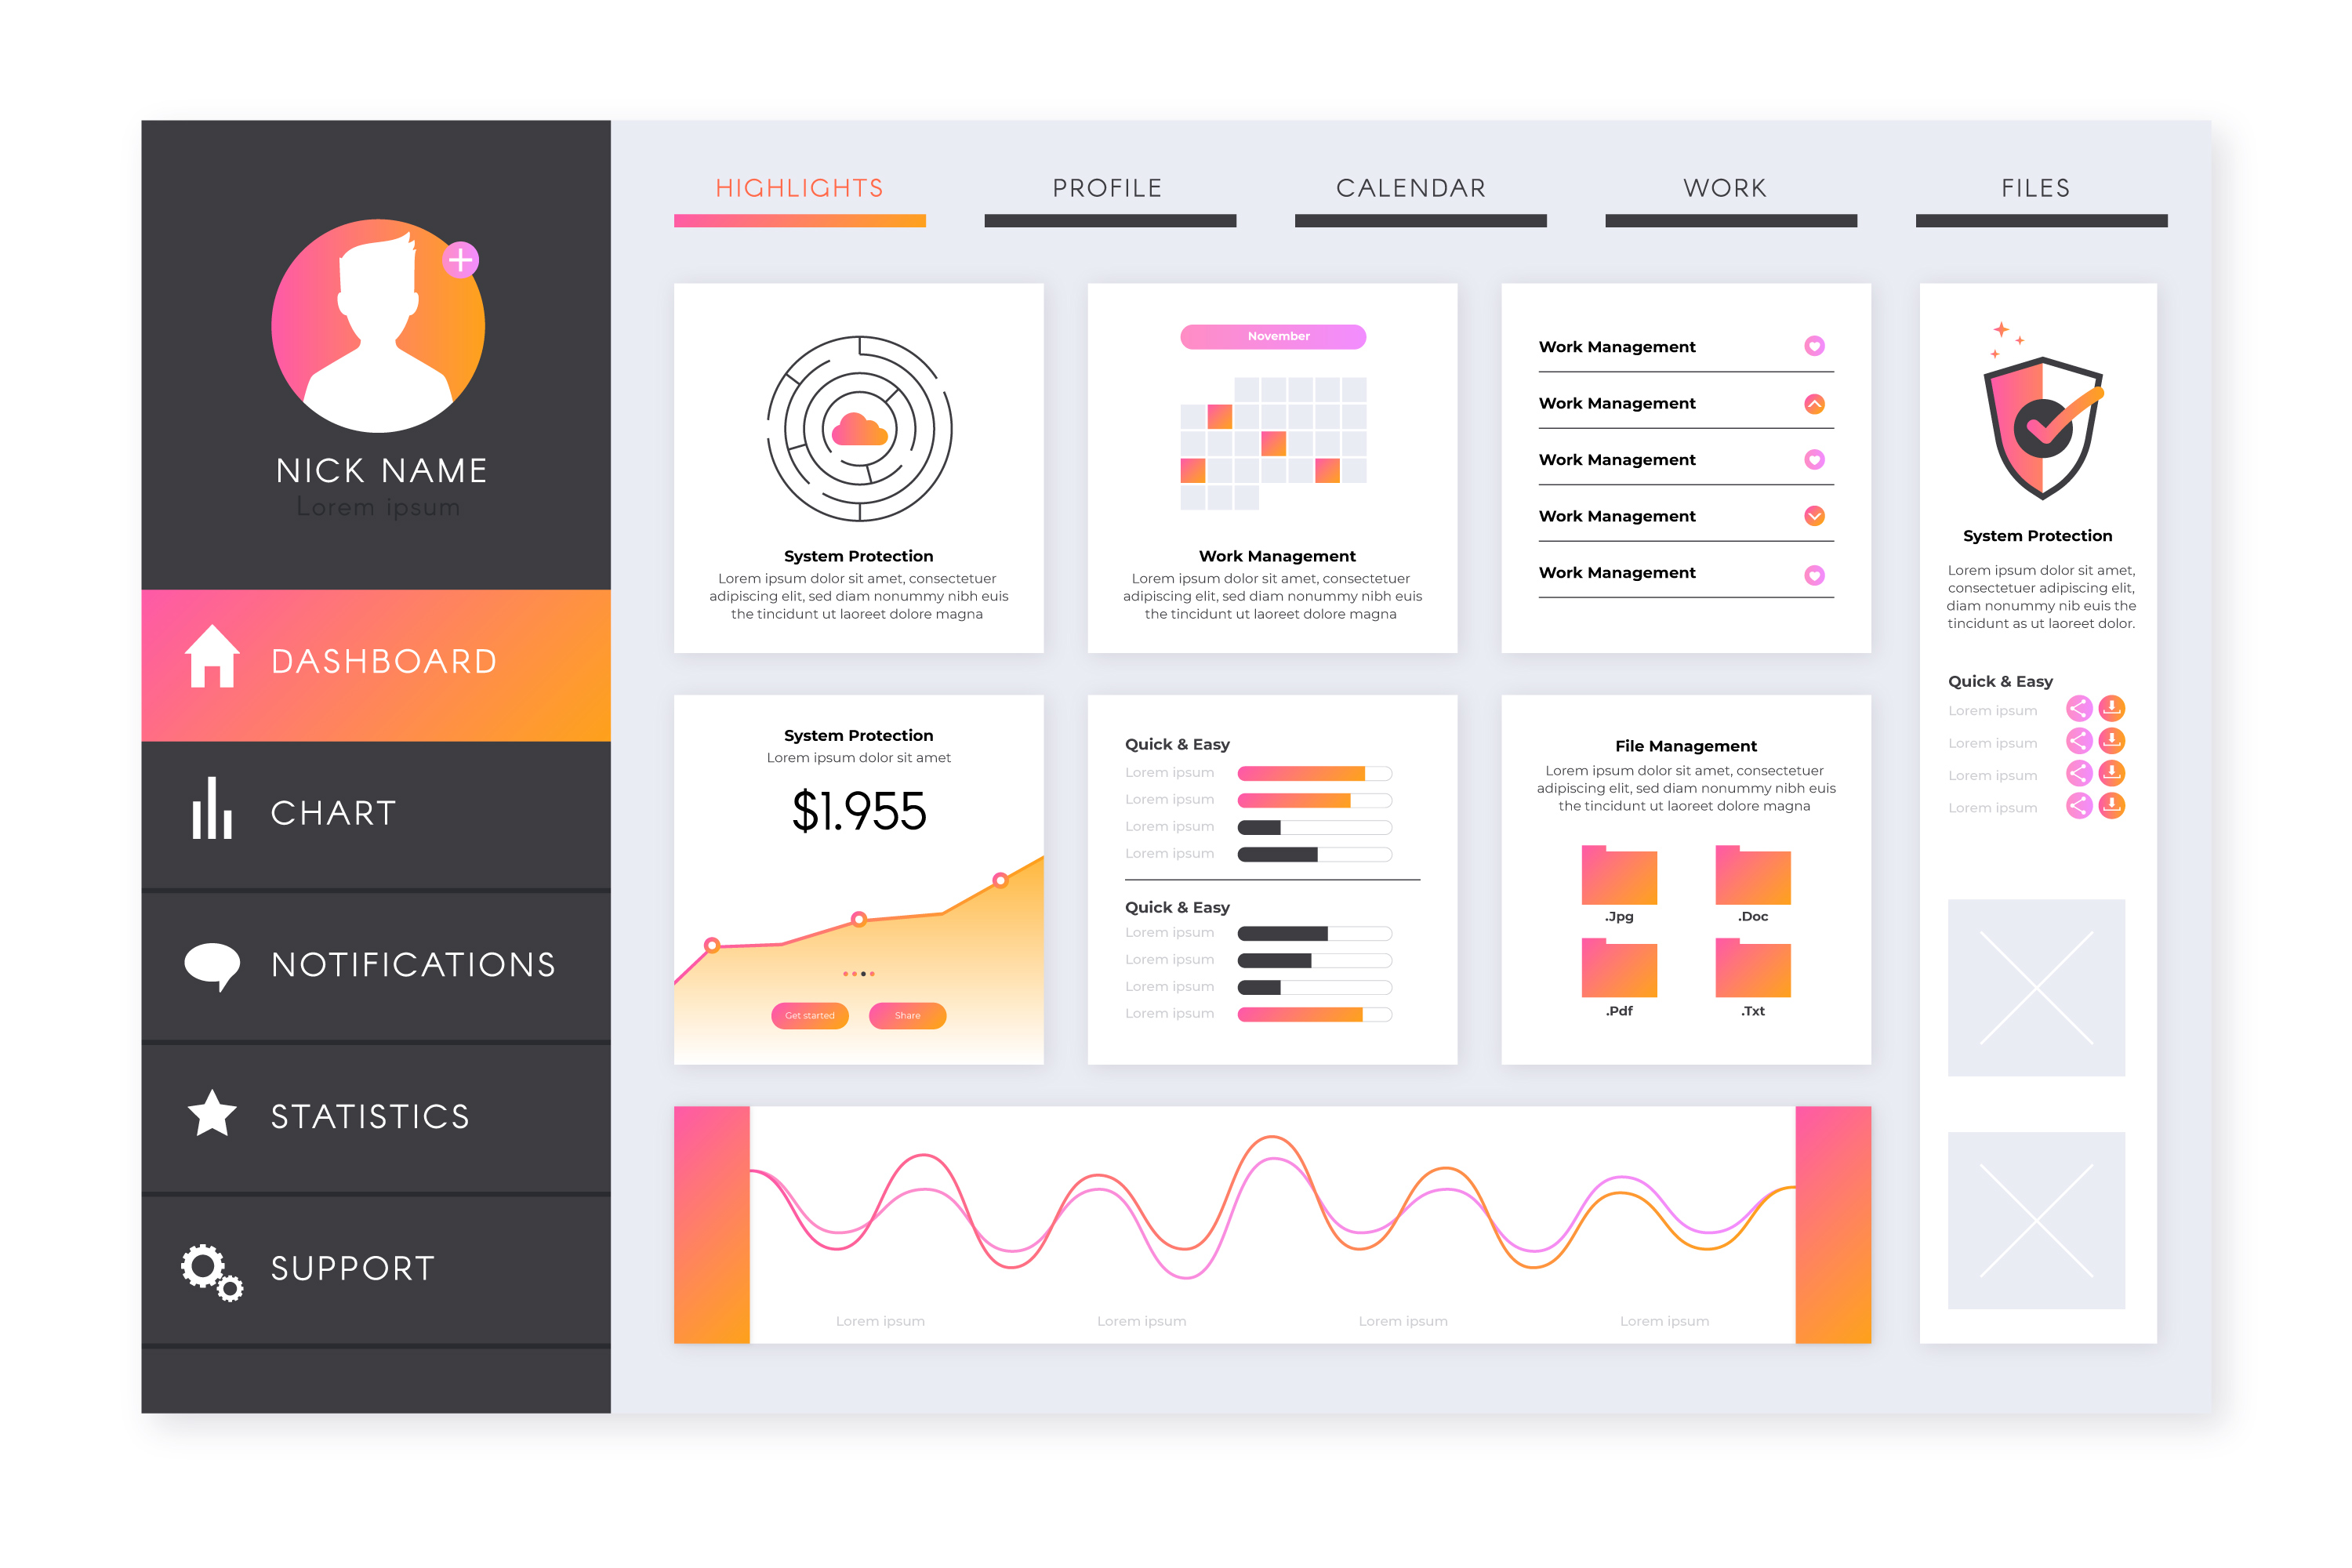 NICK NAME
Lorem ipsum
DASHBOARD
CHART
NOTIFICATIONS
STATISTICS
SUPPORT
HIGHLIGHTS
PROFILE
CALENDAR
WORK
FILES
System Protection
Lorem ipsum dolor sit amet, consectetuer
adipiscing elit, sed diam nonummy nibh euis
the tincidunt ut laoreet dolore magna
November
Work Management
Lorem ipsum dolor sit amet, consectetuer
adipiscing elit, sed diam nonummy nibh euis
the tincidunt ut laoreet dolore magna
Work Management
Work Management
Work Management
Work Management
Work Management
System Protection
Lorem ipsum dolor sit amet
$1.955
Get started
Share
Quick & Easy
Lorem ipsum
Lorem ipsum
Lorem ipsum
Lorem ipsum
Quick & Easy
Lorem ipsum
Lorem ipsum
Lorem ipsum
Lorem ipsum
File Management
Lorem ipsum dolor sit amet, consectetuer
adipiscing elit, sed diam nonummy nibh euis
the tincidunt ut laoreet dolore magna
.Jpg
.Doc
.Pdf
.Txt
Lorem ipsum
Lorem ipsum
Lorem ipsum
Lorem ipsum
System Protection
Lorem ipsum dolor sit amet,
consectetuer adipiscing elit,
diam nonummy nib euis the
tincidunt as ut laoreet dolor.
Quick & Easy
Lorem ipsum
Lorem ipsum
Lorem ipsum
Lorem ipsum